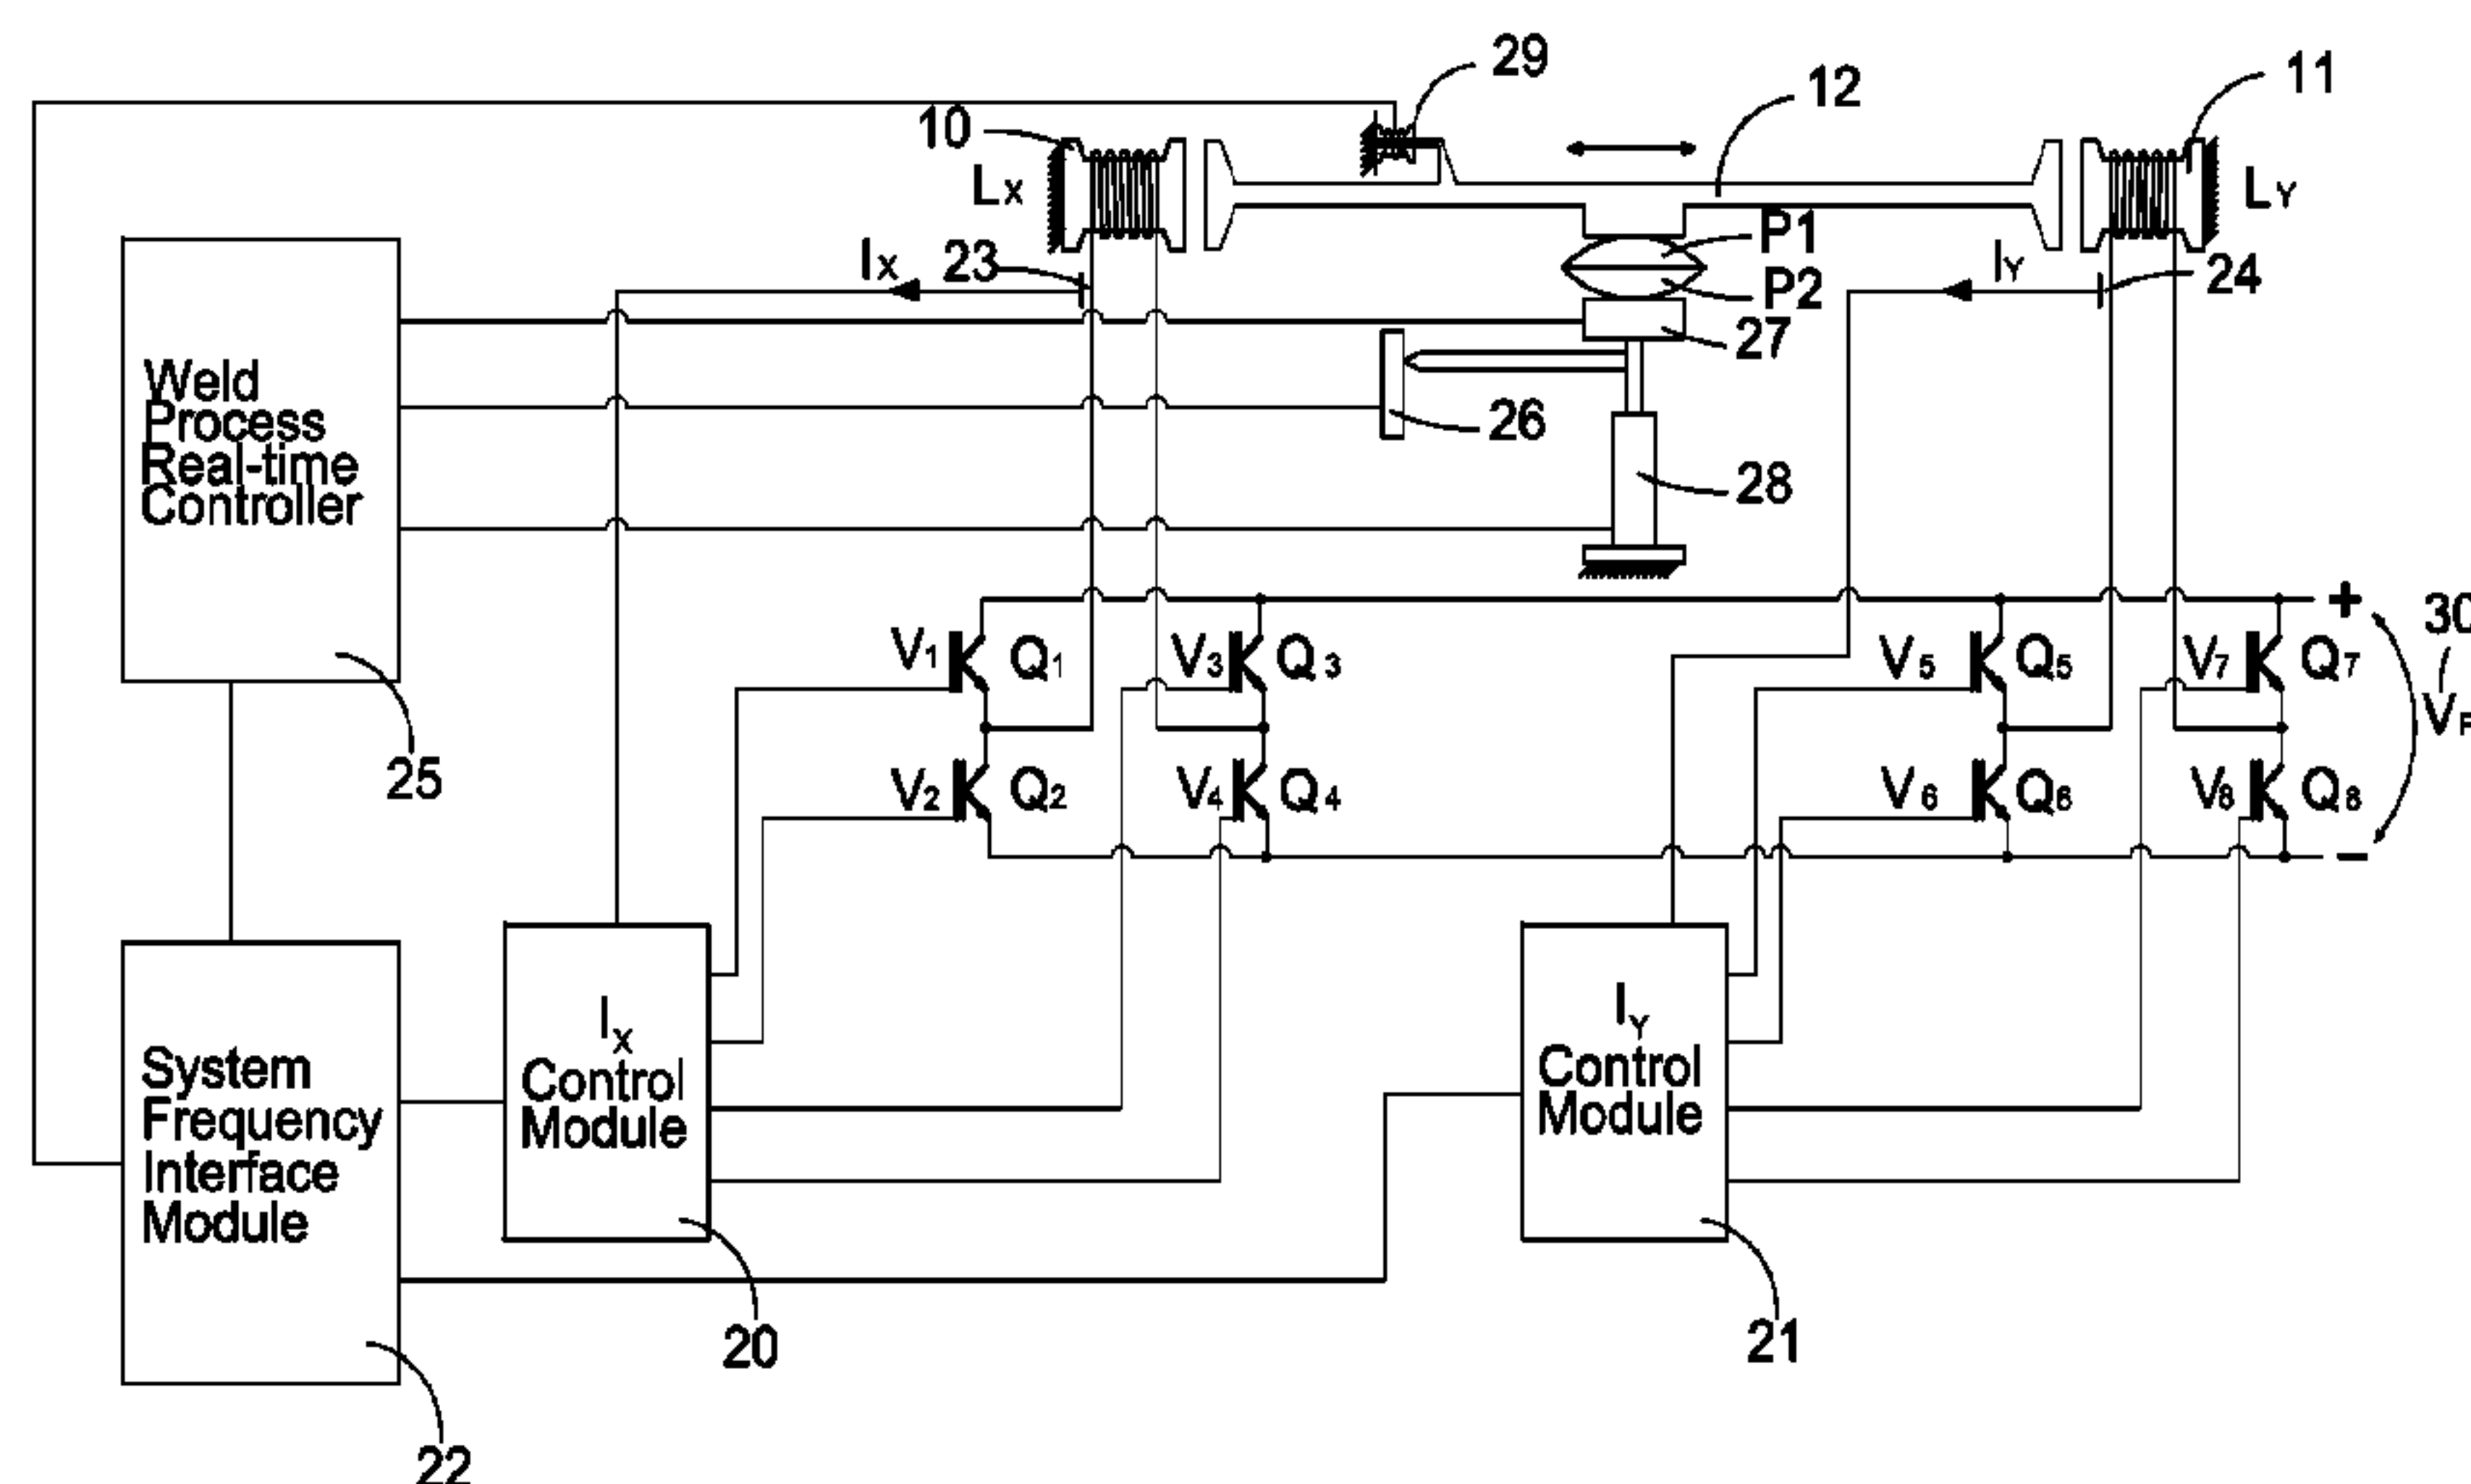 29
12
11
10
LX
LY
P1
IX
23
IY
24
P2
27
Weld
Process
Real-time
Controller
26
28
+
30
V1
Q1
V3
Q3
V5
Q5
V7
Q7
25
V2
Q2
V4
Q4
V6
Q6
V8
Q8
−
IX
Control
Module
IY
Control
Module
System
Frequency
Interface
Module
20
21
22